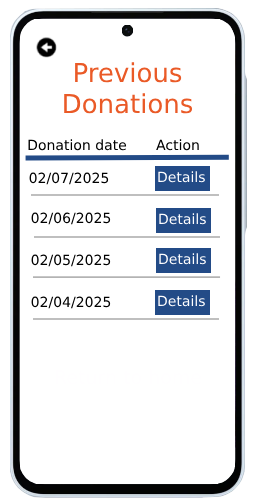 Previous
Donations
Donation date Action
02/07/2025 Details
02/06/2025 Details
02/05/2025 Details
02/04/2025 Details